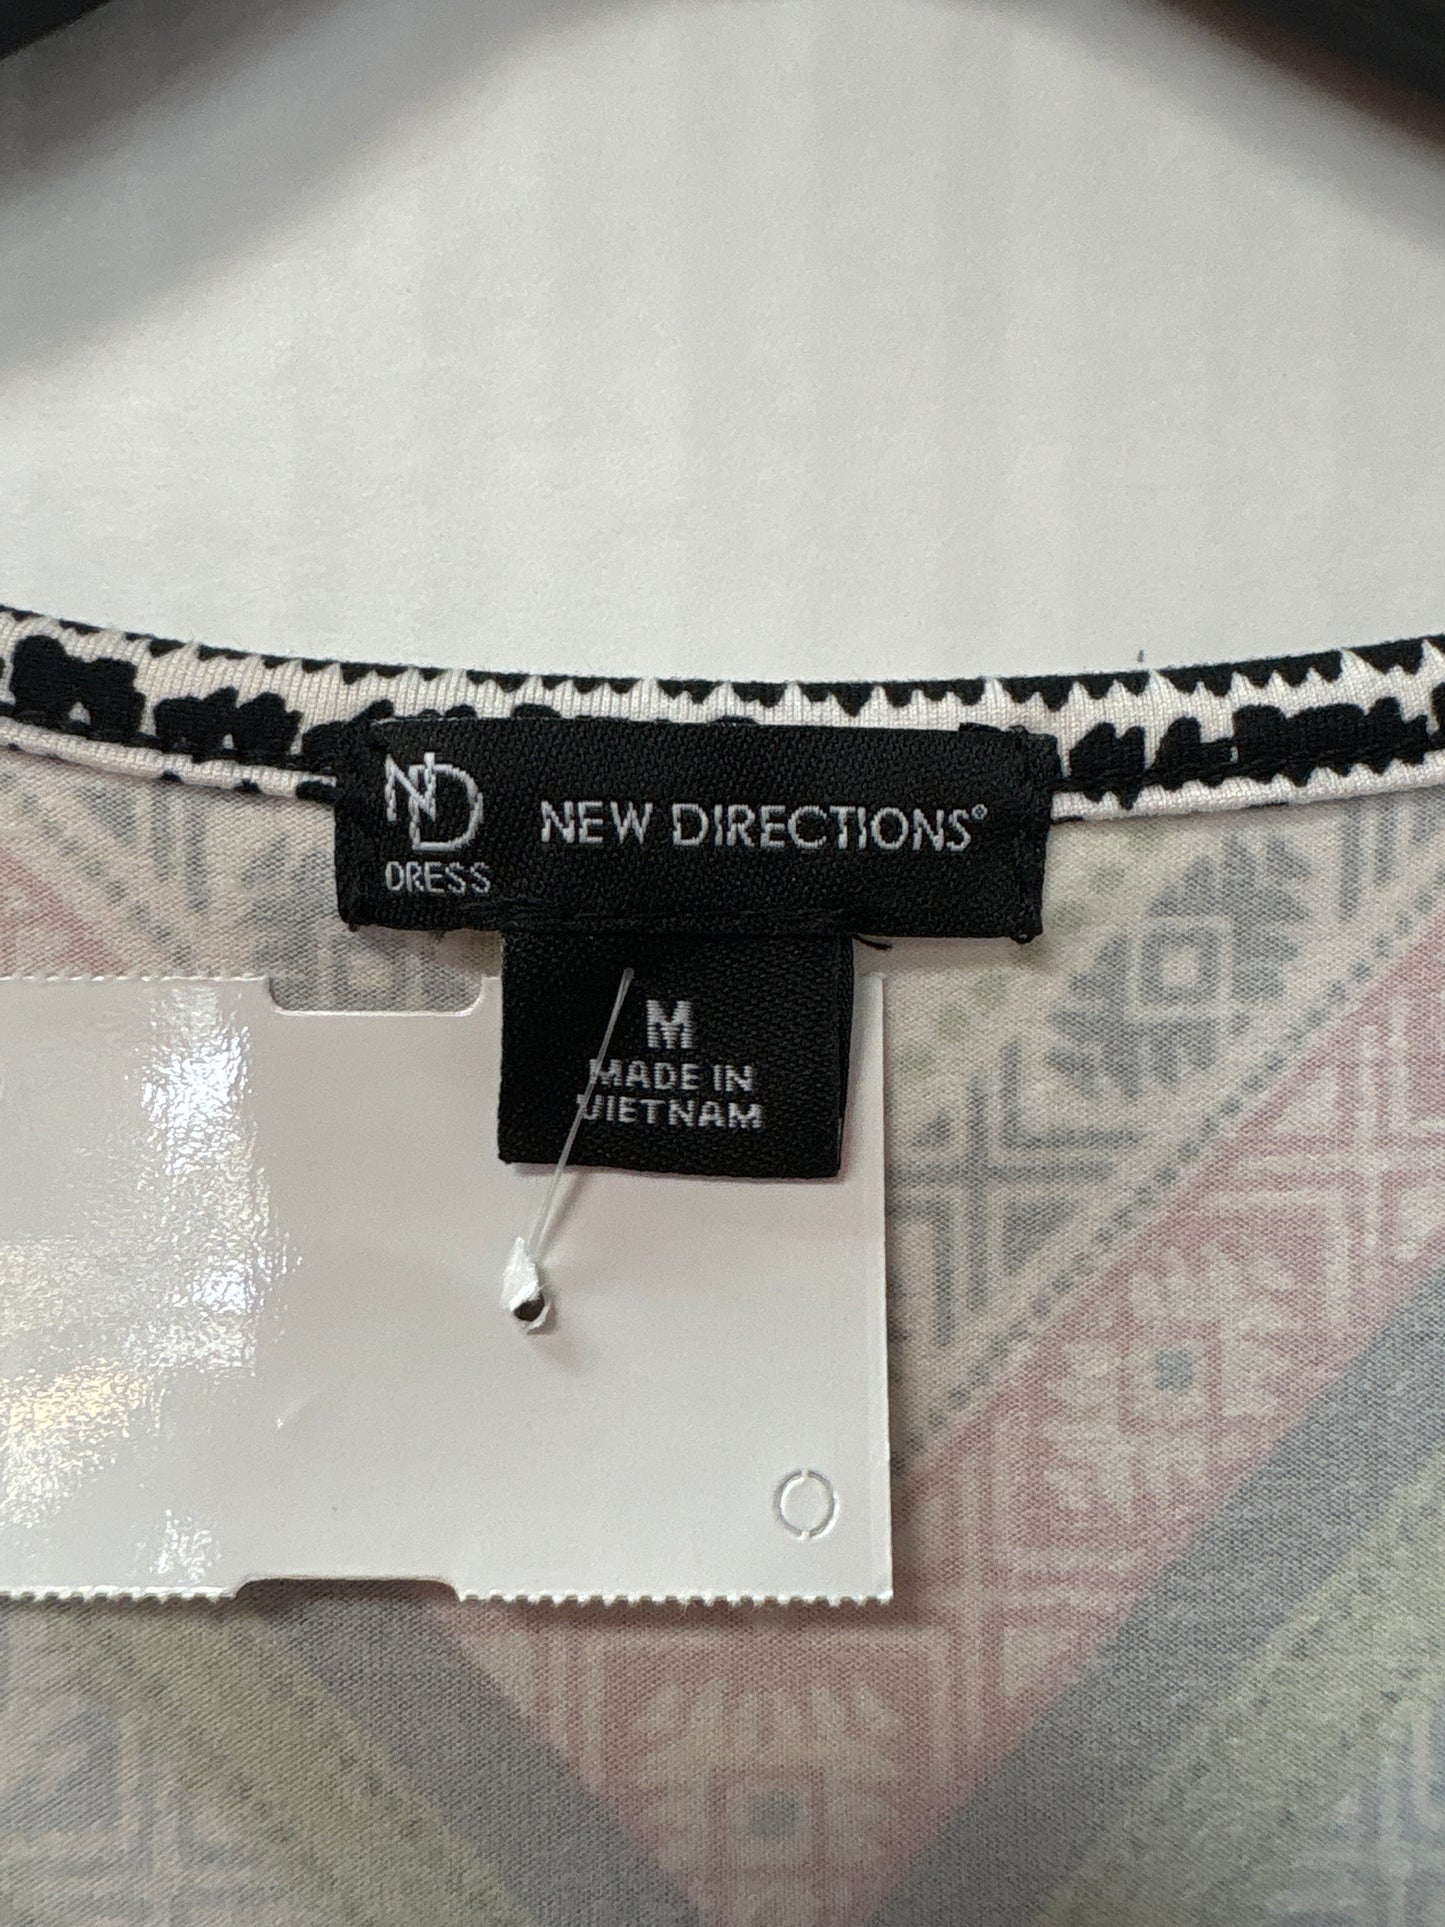 ND
DRESS
NEW DIRECTIONS®
M
MADE IN
VIETNAM